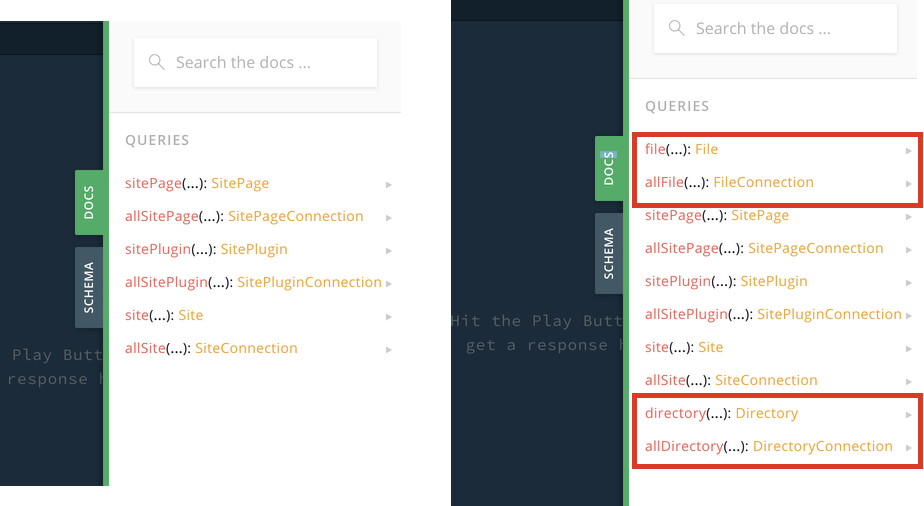 Search the docs ...
QUERIES
sitePage(...): SitePage
allSitePage(...): SitePageConnection
sitePlugin(...): SitePlugin
allSitePlugin(...): SitePluginConnection
site(...): Site
allSite(...): SiteConnection
DOCS
SCHEMA
Play Butt
response
Search the docs ...
QUERIES
file(...): File
allFile(...): FileConnection
sitePage(...): SitePage
allSitePage(...): SitePageConnection
sitePlugin(...): SitePlugin
allSitePlugin(...): SitePluginConnection
site(...): Site
allSite(...): SiteConnection
directory(...): Directory
allDirectory(...): DirectoryConnection
DOCS
SCHEMA
Hit the Play Butt
get a response